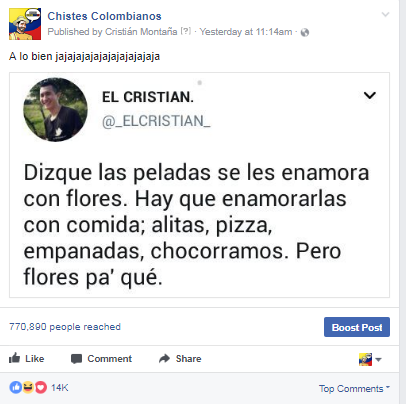 Chistes Colombianos
Published by Cristián Montaña [?] · Yesterday at 11:14am ·
A lo bien jajajajajajajajajajajaja
EL CRISTIAN.
@_ELCRISTIAN_
Dizque las peladas se les enamora
con flores. Hay que enamorarlas
con comida; alitas, pizza,
empanadas, chocorramos. Pero
flores pa' qué.
770,890 people reached
Boost Post
Like Comment Share
14K
Top Comments